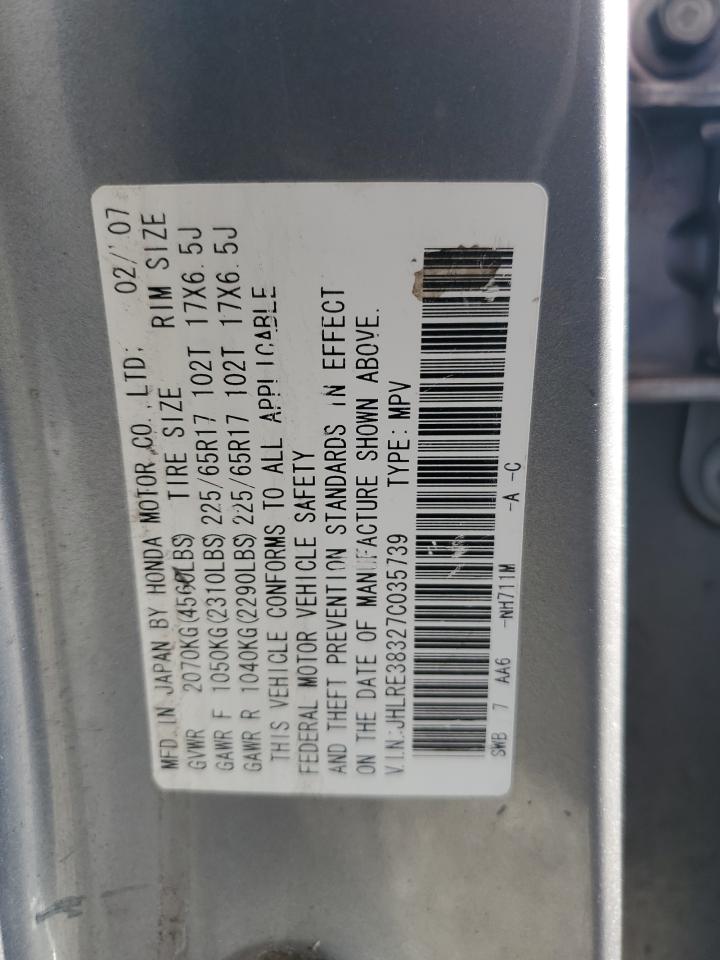 MFD. IN JAPAN BY HONDA MOTOR CO., LTD; 02/'07
GVWR 2070KG(4560LBS) TIRE SIZE RIM SIZE
GAWR F 1050KG(2310LBS) 225/65R17 102T 17X6.5J
GAWR R 1040KG(2290LBS) 225/65R17 102T 17X6.5J
THIS VEHICLE CONFORMS TO ALL APPLICABLE
FEDERAL MOTOR VEHICLE SAFETY
AND THEFT PREVENTION STANDARDS IN EFFECT
ON THE DATE OF MANUFACTURE SHOWN ABOVE.
V.I.N.:JHLRE38327C035739 TYPE:MPV
SWB 7 AA6 -NH711M -A -C